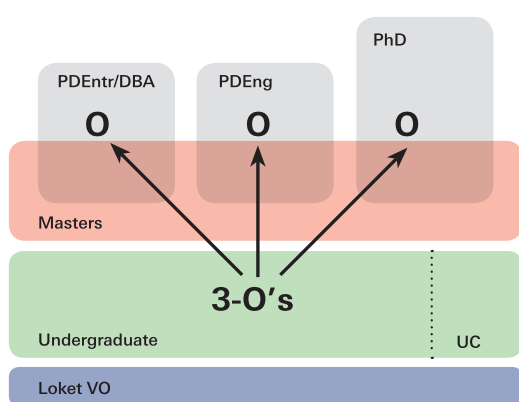 PhD
PDEntr/DBA
PDEng
O
O
O
Masters
3-O's
Undergraduate
UC
Loket VO